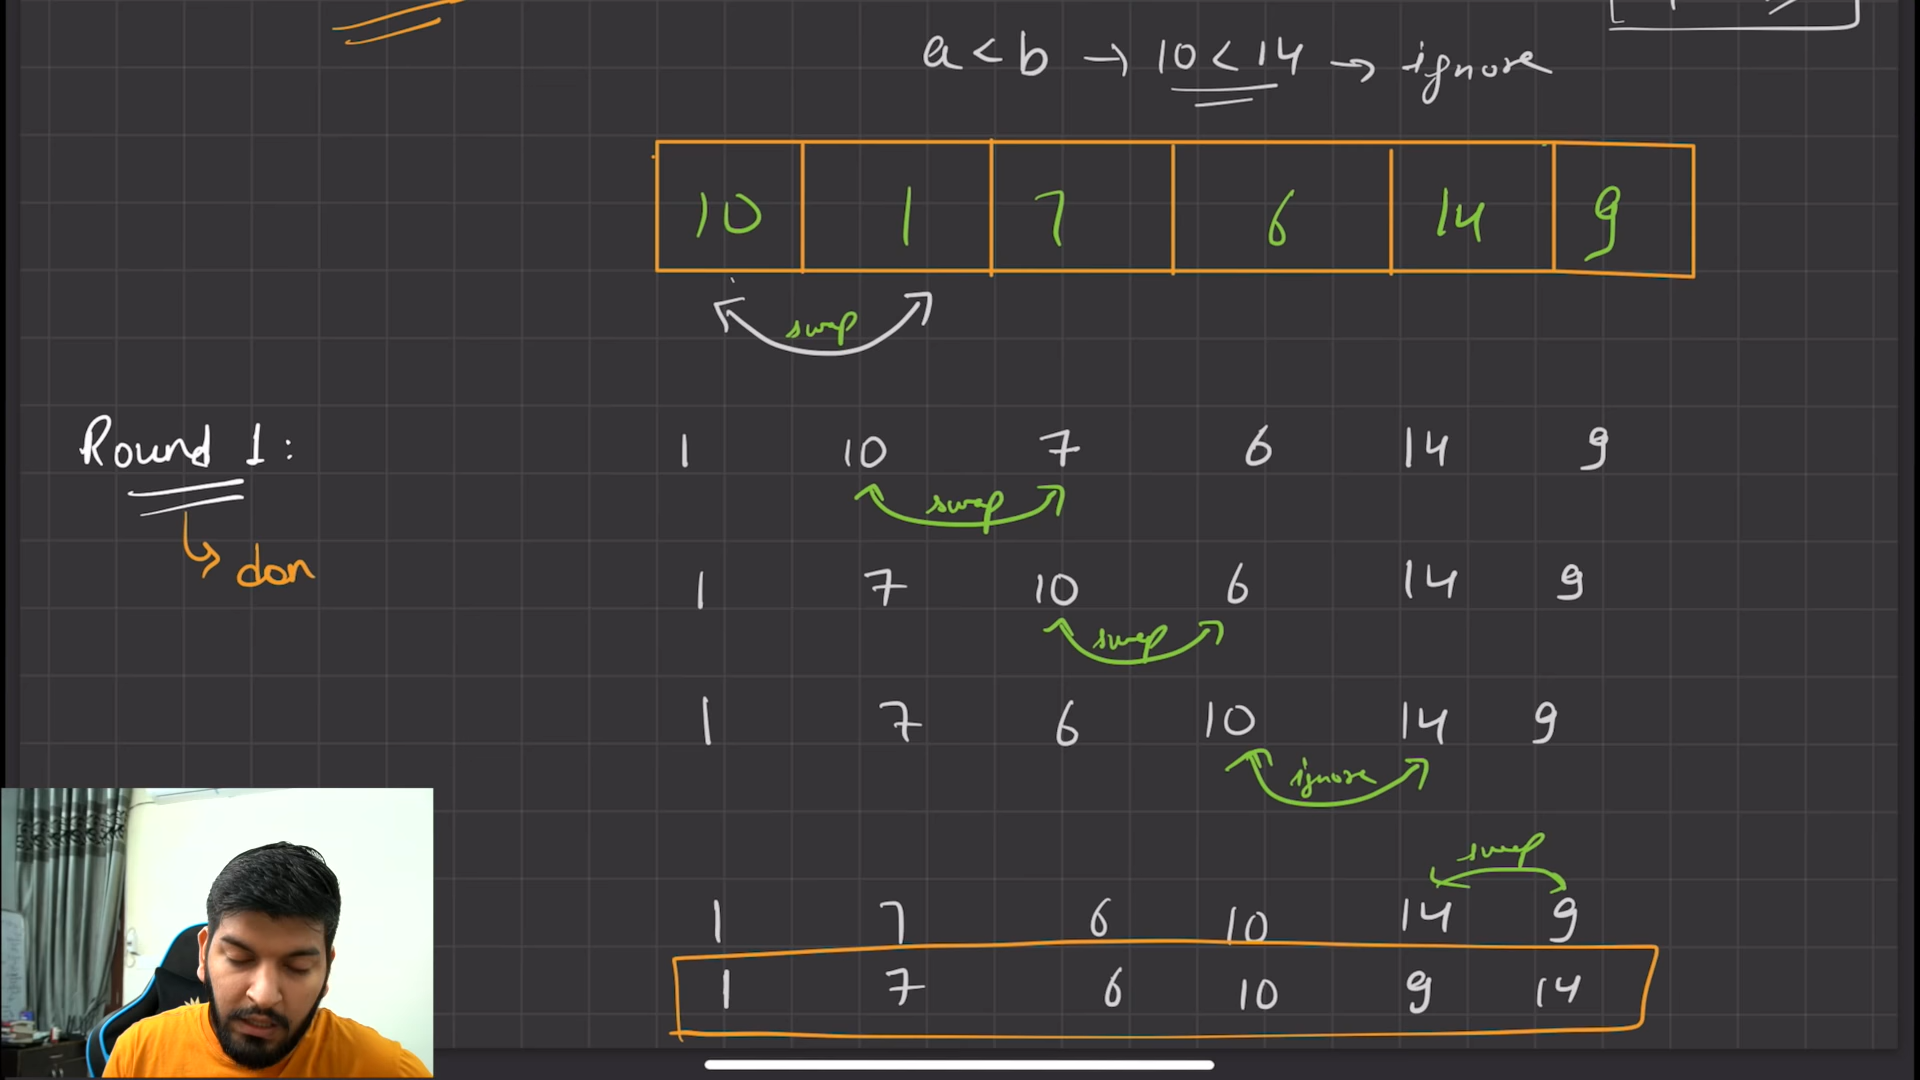 a < b → 10 < 14 → ignore
10 1 7 6 14 9
swap
Round 1: 1 10 7 6 14 9
swap
don
1 7 10 6 14 9
swap
1 7 6 10 14 9
ignore
swap
1 7 6 10 14 9
1 7 6 10 9 14